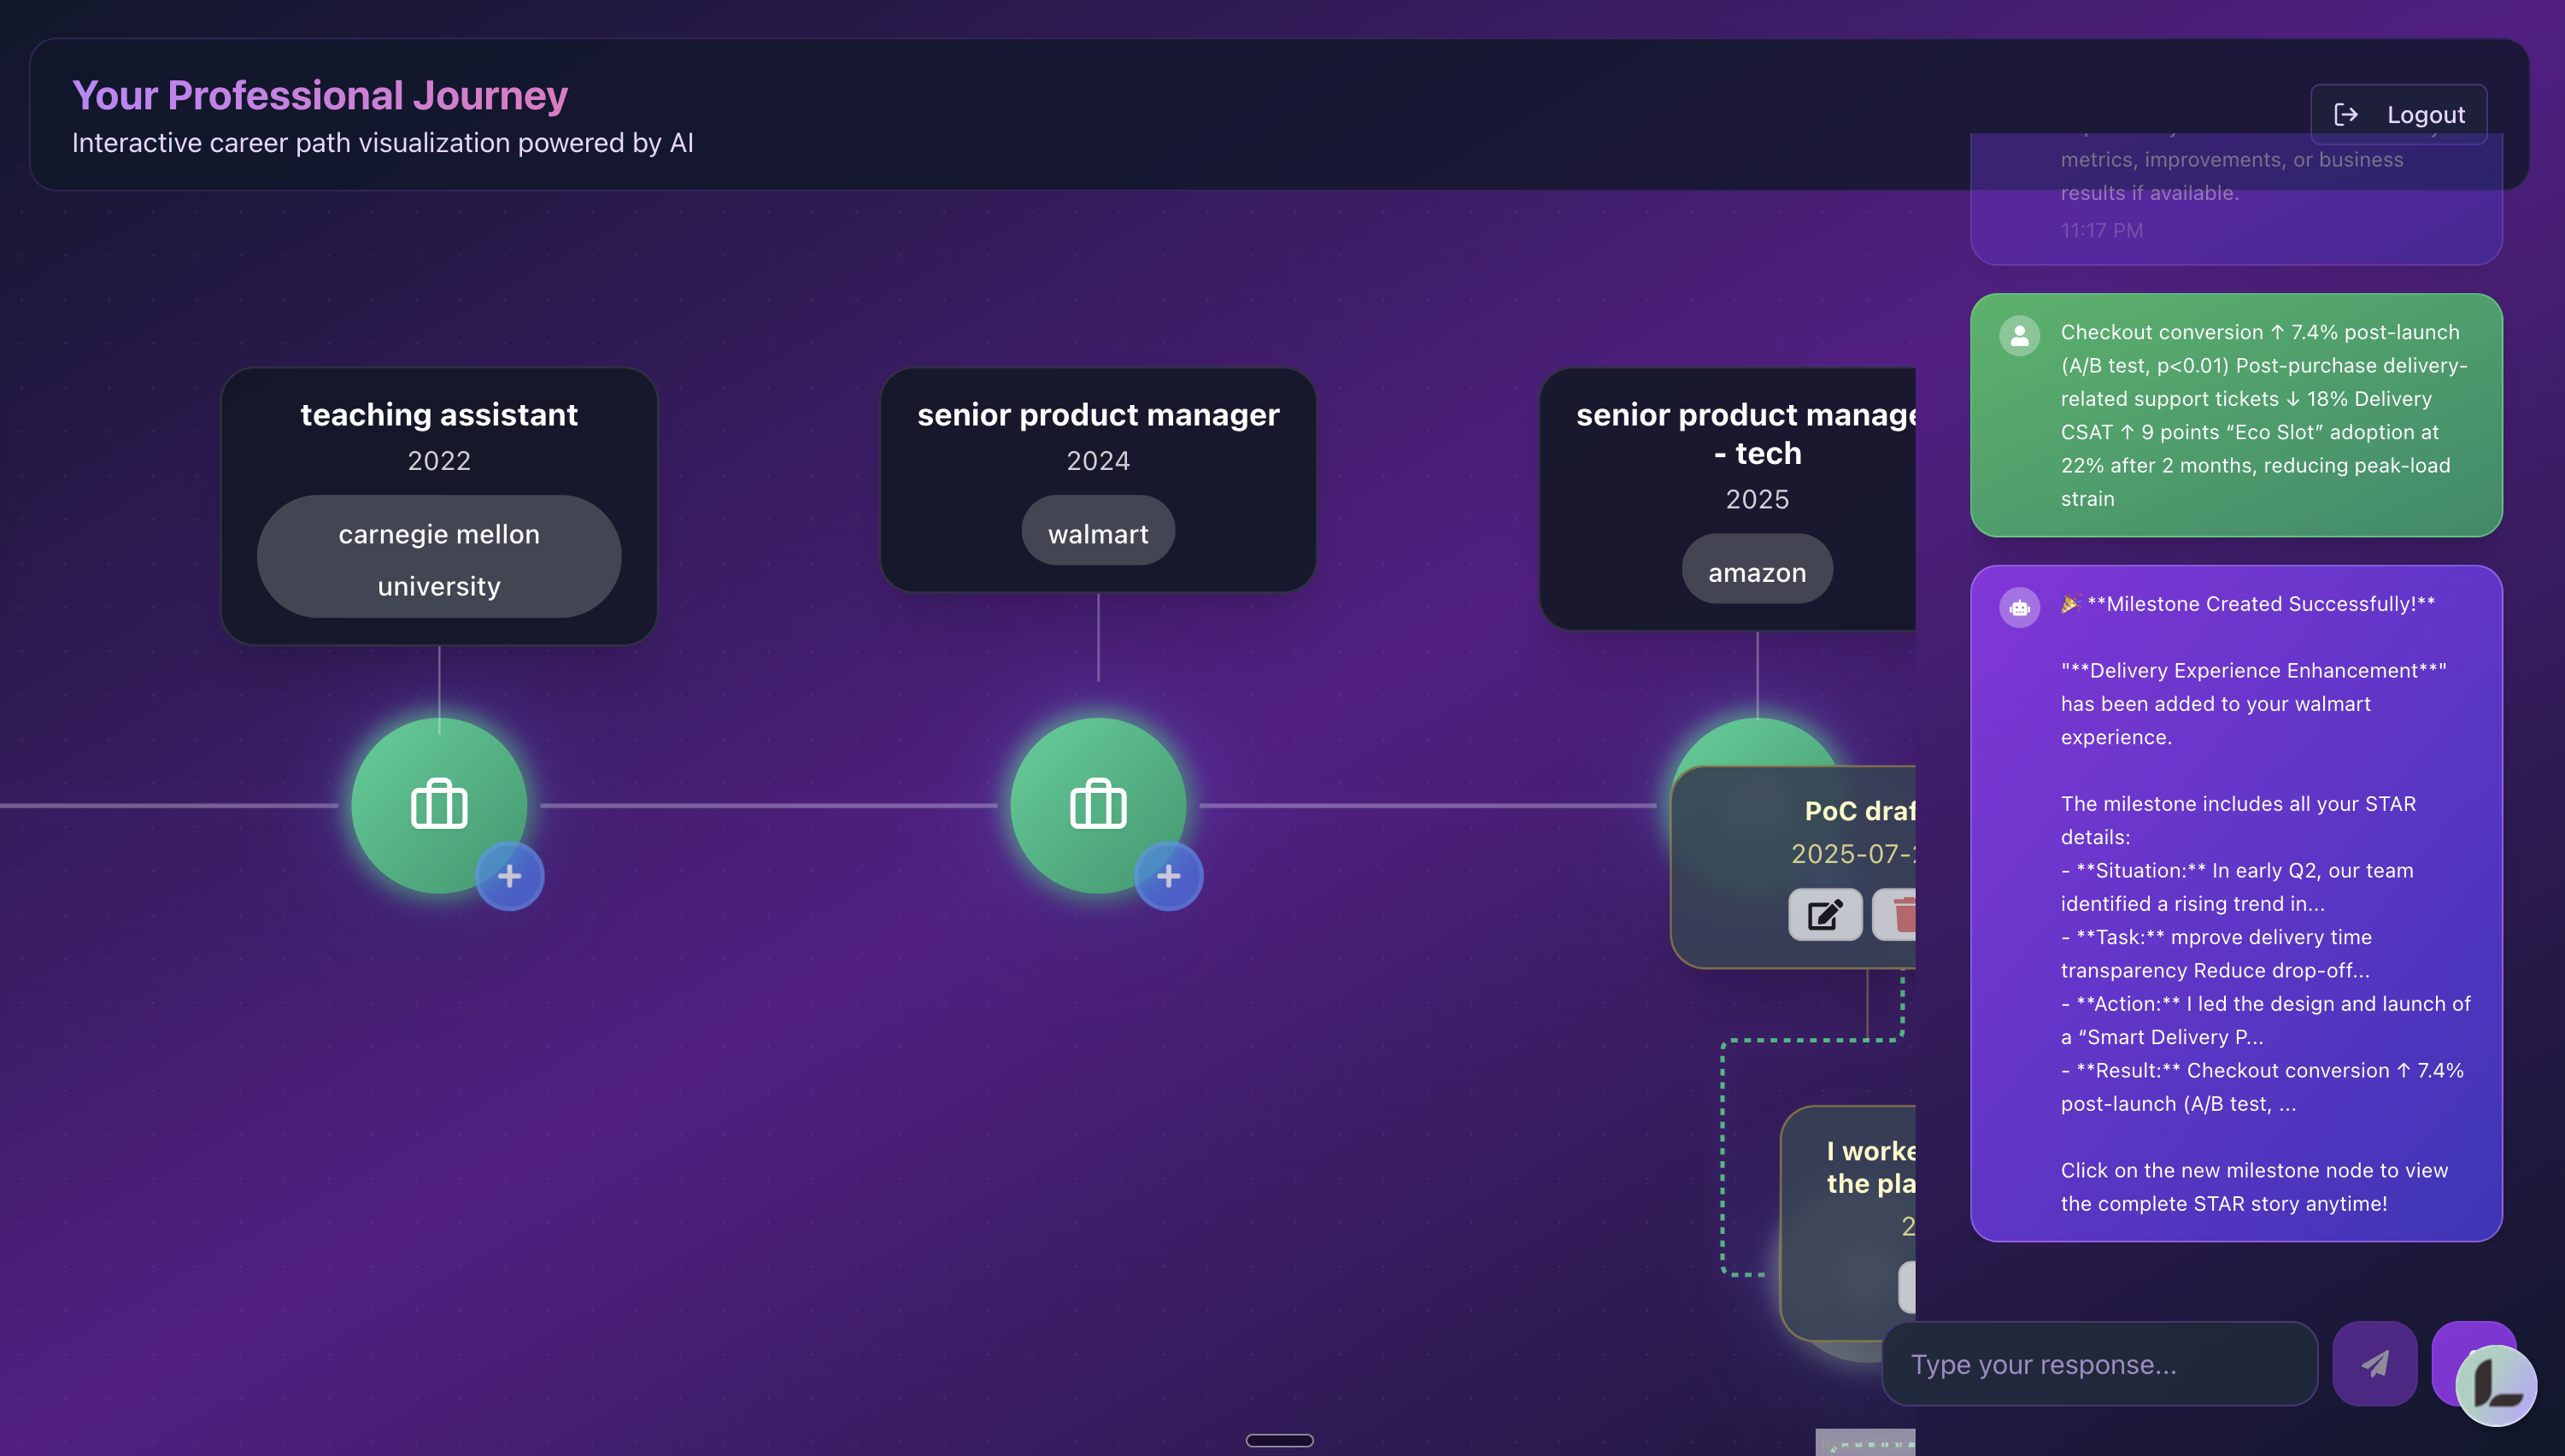 Your Professional Journey
Interactive career path visualization powered by AI
Logout
metrics, improvements, or business
results if available.
11:17 PM
Checkout conversion ↑ 7.4% post-launch
(A/B test, p<0.01) Post-purchase delivery-
related support tickets ↓ 18% Delivery
CSAT ↑ 9 points “Eco Slot” adoption at
22% after 2 months, reducing peak-load
strain
🎉 **Milestone Created Successfully!**
"**Delivery Experience Enhancement**"
has been added to your walmart
experience.
The milestone includes all your STAR
details:
- **Situation:** In early Q2, our team
identified a rising trend in...
- **Task:** mprove delivery time
transparency Reduce drop-off...
- **Action:** I led the design and launch of
a “Smart Delivery P...
- **Result:** Checkout conversion ↑ 7.4%
post-launch (A/B test, ...
Click on the new milestone node to view
the complete STAR story anytime!
Type your response...
teaching assistant
2022
carnegie mellon
university
senior product manager
2024
walmart
senior product manage
- tech
2025
amazon
PoC draf
2025-07-
I worke
the pla
2